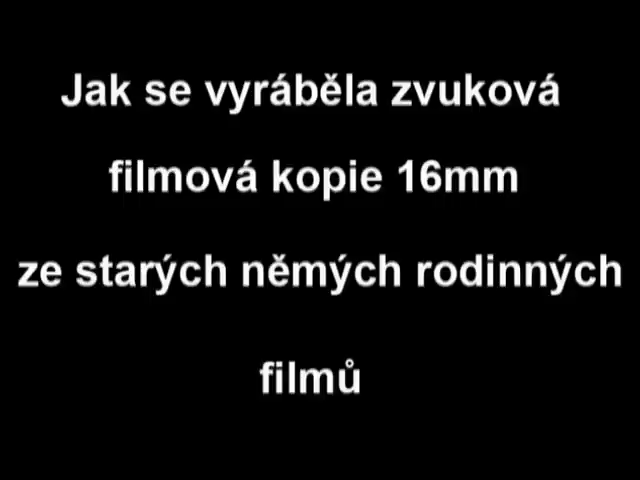 Jak se vyráběla zvuková
filmová kopie 16mm
ze starých němých rodinných
filmů